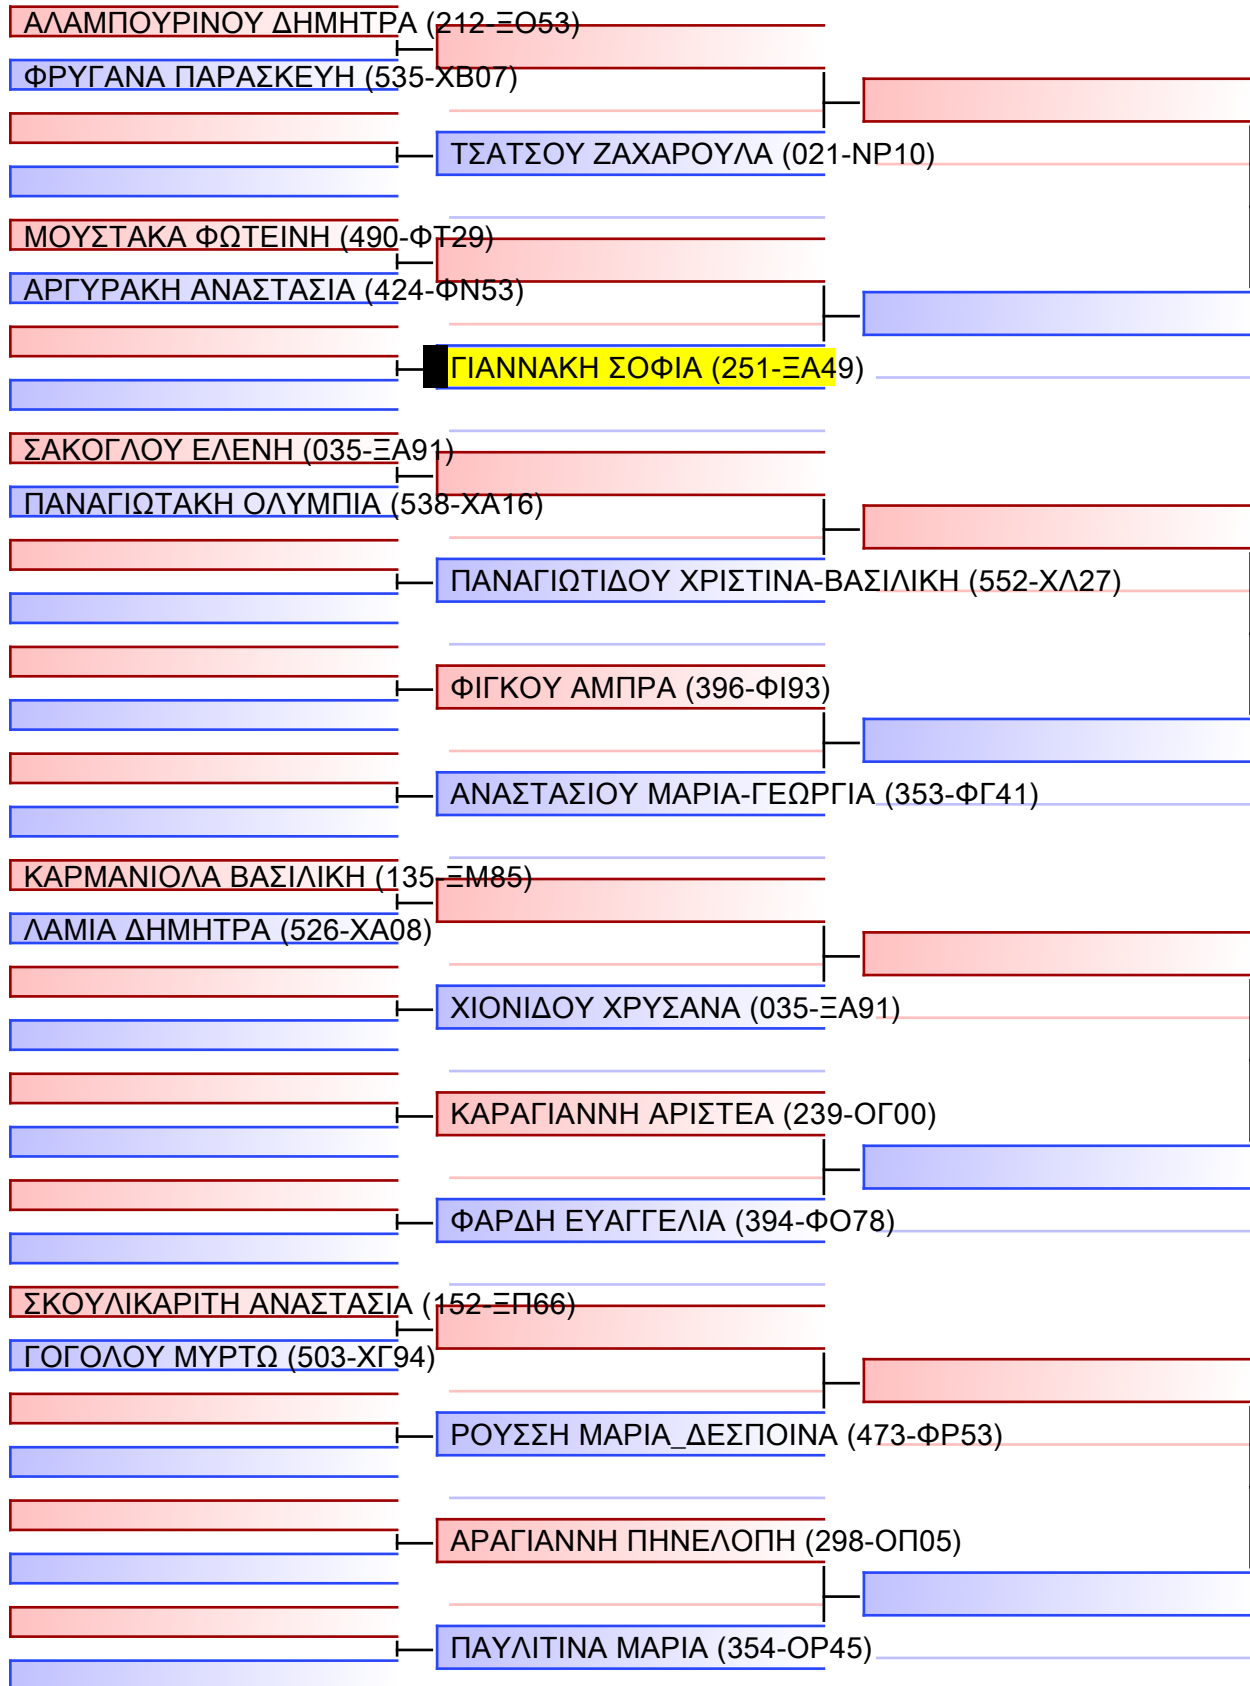 ΑΛΑΜΠΟΥΡΙΝΟΥ ΔΗΜΗΤΡΑ (212-ΞΟ53)
ΦΡΥΓΑΝΑ ΠΑΡΑΣΚΕΥΗ (535-ΧΒ07)
ΤΣΑΤΣΟΥ ΖΑΧΑΡΟΥΛΑ (021-ΝΡ10)
ΜΟΥΣΤΑΚΑ ΦΩΤΕΙΝΗ (490-ΦΤ29)
ΑΡΓΥΡΑΚΗ ΑΝΑΣΤΑΣΙΑ (424-ΦΝ53)
ΓΙΑΝΝΑΚΗ ΣΟΦΙΑ (251-ΞΑ49)
ΣΑΚΟΓΛΟΥ ΕΛΕΝΗ (035-ΞΑ91)
ΠΑΝΑΓΙΩΤΑΚΗ ΟΛΥΜΠΙΑ (538-ΧΑ16)
ΠΑΝΑΓΙΩΤΙΔΟΥ ΧΡΙΣΤΙΝΑ-ΒΑΣΙΛΙΚΗ (552-ΧΛ27)
ΦΙΓΚΟΥ ΑΜΠΡΑ (396-ΦΙ93)
ΑΝΑΣΤΑΣΙΟΥ ΜΑΡΙΑ-ΓΕΩΡΓΙΑ (353-ΦΓ41)
ΚΑΡΜΑΝΙΟΛΑ ΒΑΣΙΛΙΚΗ (135-ΞΜ85)
ΛΑΜΙΑ ΔΗΜΗΤΡΑ (526-ΧΑ08)
ΧΙΟΝΙΔΟΥ ΧΡΥΣΑΝΑ (035-ΞΑ91)
ΚΑΡΑΓΙΑΝΝΗ ΑΡΙΣΤΕΑ (239-ΟΓ00)
ΦΑΡΔΗ ΕΥΑΓΓΕΛΙΑ (394-ΦΟ78)
ΣΚΟΥΛΙΚΑΡΙΤΗ ΑΝΑΣΤΑΣΙΑ (152-ΞΠ66)
ΓΟΓΟΛΟΥ ΜΥΡΤΩ (503-ΧΓ94)
ΡΟΥΣΣΗ ΜΑΡΙΑ_ΔΕΣΠΟΙΝΑ (473-ΦΡ53)
ΑΡΑΓΙΑΝΝΗ ΠΗΝΕΛΟΠΗ (298-ΟΠ05)
ΠΑΥΛΙΤΙΝΑ ΜΑΡΙΑ (354-ΟΡ45)